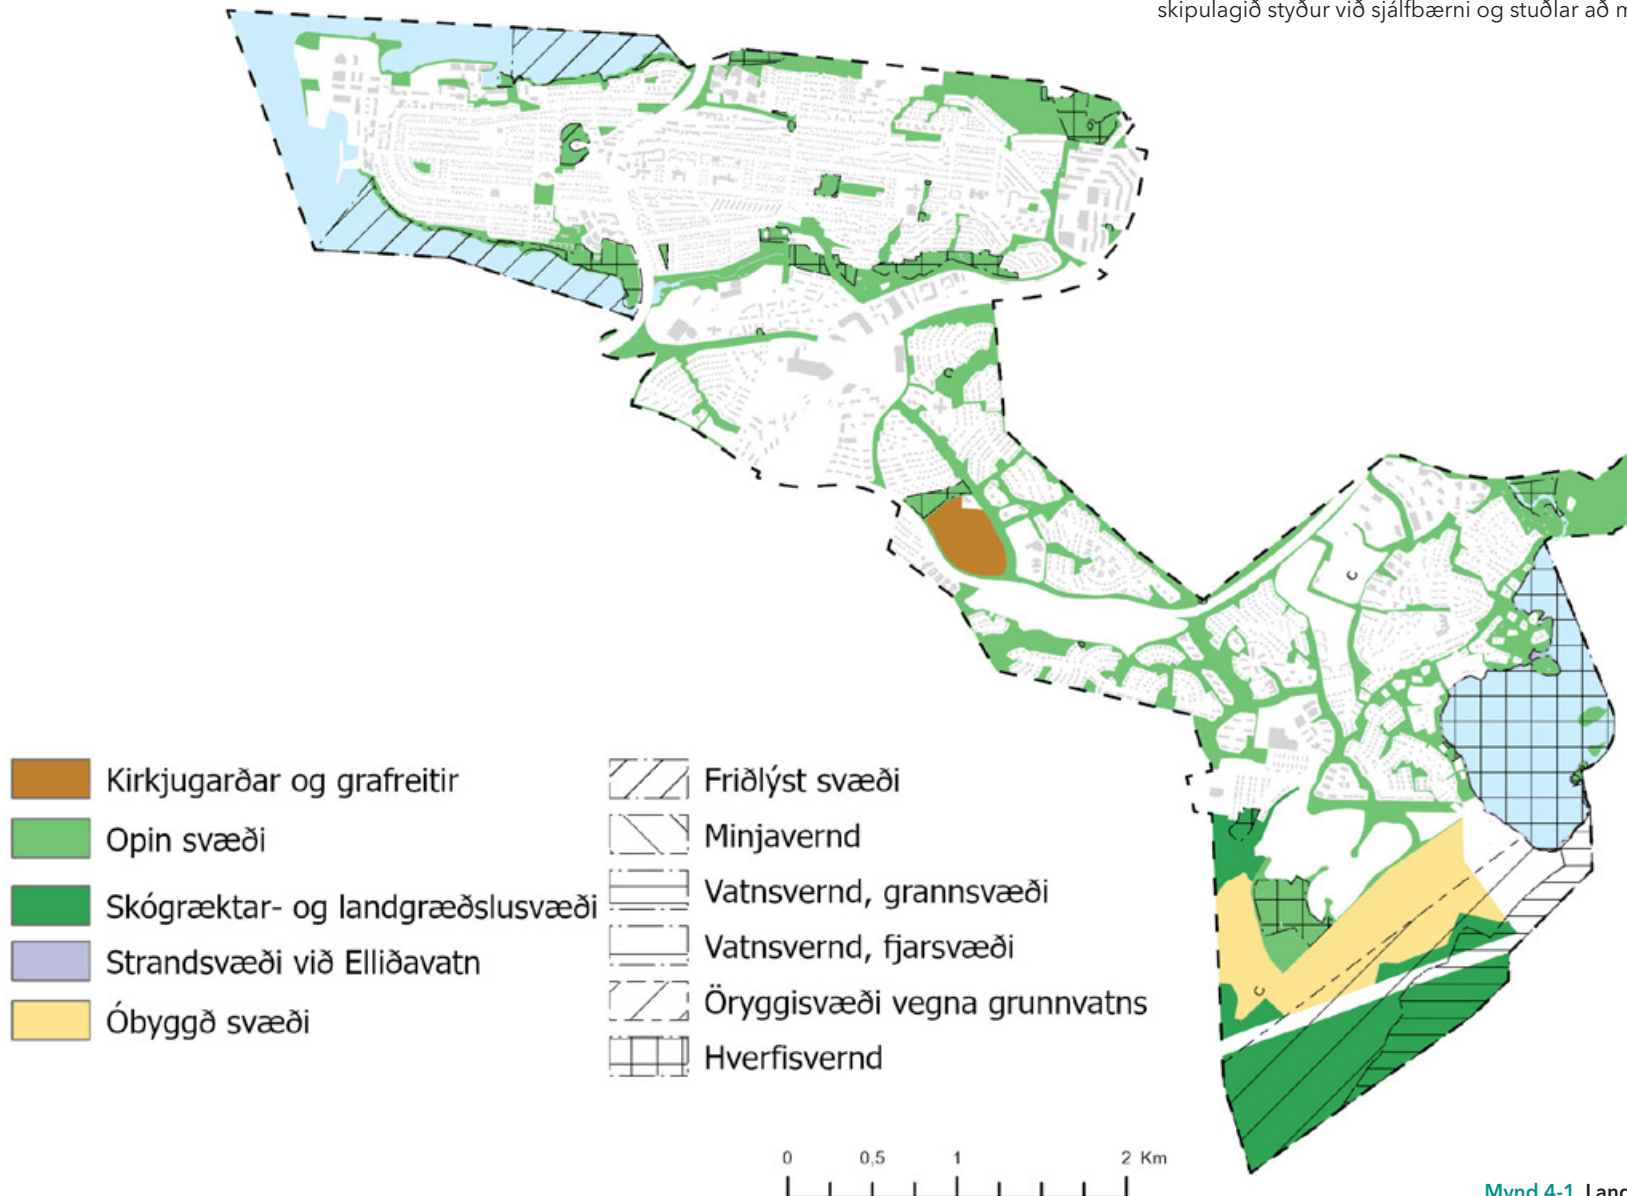 skipulagið styður við sjálfbærni og stuðlar að m
Kirkjugarðar og grafreitir
Opin svæði
Skógræktar- og landgræðslusvæði
Strandsvæði við Elliðavatn
Óbyggð svæði
Friðlýst svæði
Minjavernd
Vatnsvernd, grannsvæði
Vatnsvernd, fjarsvæði
Öryggisvæði vegna grunnvatns
Hverfisvernd
0 0,5 1 2 Km
Mynd 4-1 Land